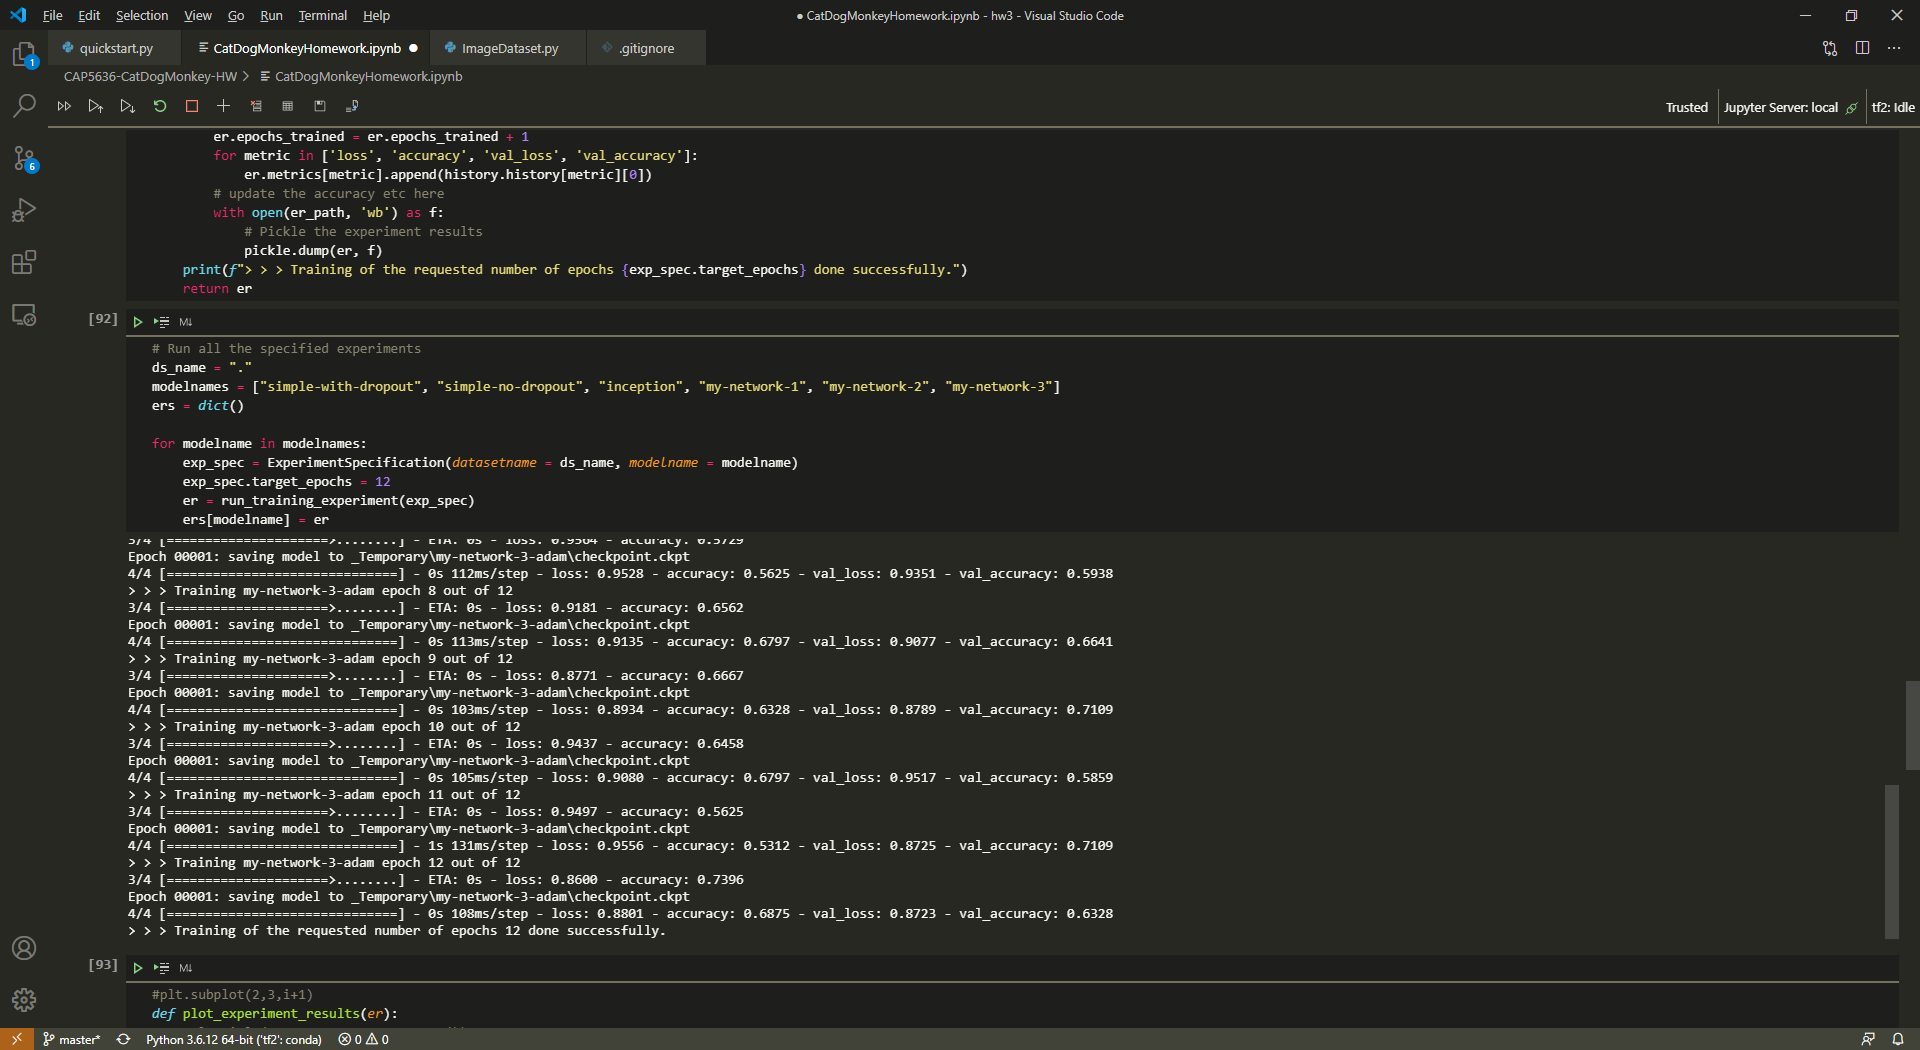 File Edit Selection View Go Run Terminal Help
● CatDogMonkeyHomework.ipynb - hw3 - Visual Studio Code
quickstart.py
CatDogMonkeyHomework.ipynb ●
ImageDataset.py
.gitignore
1
CAP5636-CatDogMonkey-HW > CatDogMonkeyHomework.ipynb
Trusted
Jupyter Server: local
tf2: Idle
6
er.epochs_trained = er.epochs_trained + 1
for metric in ['loss', 'accuracy', 'val_loss', 'val_accuracy']:
er.metrics[metric].append(history.history[metric][0])
# update the accuracy etc here
with open(er_path, 'wb') as f:
# Pickle the experiment results
pickle.dump(er, f)
print(f"> > > Training of the requested number of epochs {exp_spec.target_epochs} done successfully.")
return er
[92]
M↓
# Run all the specified experiments
ds_name = "."
modelnames = ["simple-with-dropout", "simple-no-dropout", "inception", "my-network-1", "my-network-2", "my-network-3"]
ers = dict()
for modelname in modelnames:
exp_spec = ExperimentSpecification(datasetname = ds_name, modelname = modelname)
exp_spec.target_epochs = 12
er = run_training_experiment(exp_spec)
ers[modelname] = er
3/4 [=====================>........] - ETA: 0s - loss: 0.9564 - accuracy: 0.5729
Epoch 00001: saving model to _Temporary\my-network-3-adam\checkpoint.ckpt
4/4 [==============================] - 0s 112ms/step - loss: 0.9528 - accuracy: 0.5625 - val_loss: 0.9351 - val_accuracy: 0.5938
> > > Training my-network-3-adam epoch 8 out of 12
3/4 [=====================>........] - ETA: 0s - loss: 0.9181 - accuracy: 0.6562
Epoch 00001: saving model to _Temporary\my-network-3-adam\checkpoint.ckpt
4/4 [==============================] - 0s 113ms/step - loss: 0.9135 - accuracy: 0.6797 - val_loss: 0.9077 - val_accuracy: 0.6641
> > > Training my-network-3-adam epoch 9 out of 12
3/4 [=====================>........] - ETA: 0s - loss: 0.8771 - accuracy: 0.6667
Epoch 00001: saving model to _Temporary\my-network-3-adam\checkpoint.ckpt
4/4 [==============================] - 0s 103ms/step - loss: 0.8934 - accuracy: 0.6328 - val_loss: 0.8789 - val_accuracy: 0.7109
> > > Training my-network-3-adam epoch 10 out of 12
3/4 [=====================>........] - ETA: 0s - loss: 0.9437 - accuracy: 0.6458
Epoch 00001: saving model to _Temporary\my-network-3-adam\checkpoint.ckpt
4/4 [==============================] - 0s 105ms/step - loss: 0.9080 - accuracy: 0.6797 - val_loss: 0.9517 - val_accuracy: 0.5859
> > > Training my-network-3-adam epoch 11 out of 12
3/4 [=====================>........] - ETA: 0s - loss: 0.9497 - accuracy: 0.5625
Epoch 00001: saving model to _Temporary\my-network-3-adam\checkpoint.ckpt
4/4 [==============================] - 1s 131ms/step - loss: 0.9556 - accuracy: 0.5312 - val_loss: 0.8725 - val_accuracy: 0.7109
> > > Training my-network-3-adam epoch 12 out of 12
3/4 [=====================>........] - ETA: 0s - loss: 0.8600 - accuracy: 0.7396
Epoch 00001: saving model to _Temporary\my-network-3-adam\checkpoint.ckpt
4/4 [==============================] - 0s 108ms/step - loss: 0.8801 - accuracy: 0.6875 - val_loss: 0.8723 - val_accuracy: 0.6328
> > > Training of the requested number of epochs 12 done successfully.
[93]
M↓
#plt.subplot(2,3,i+1)
def plot_experiment_results(er):
master*
Python 3.6.12 64-bit ('tf2': conda)
0
0